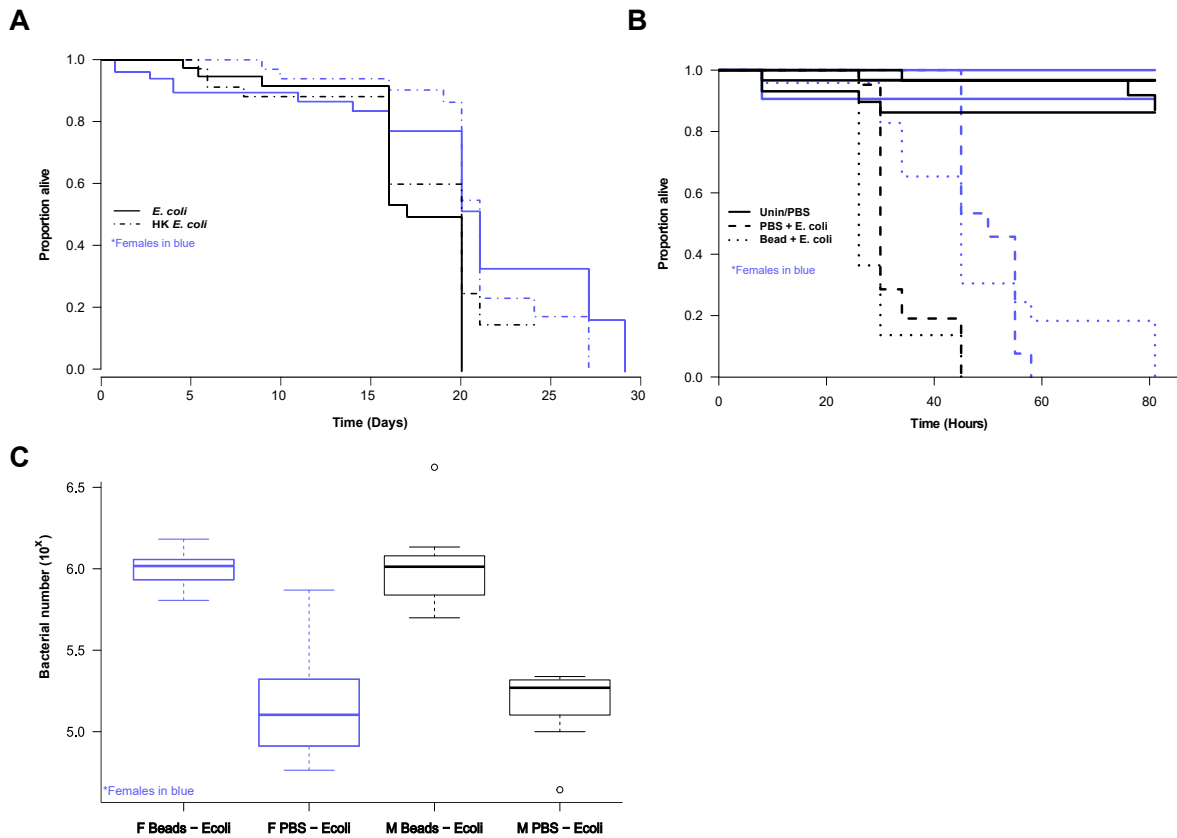 A
1.0
0.8
0.6
0.4
0.2
0.0
Proportion alive
E. coli
HK E. coli
*Females in blue
0 5 10 15 20 25 30
Time (Days)
B
1.0
0.8
0.6
0.4
0.2
0.0
Proportion alive
Unin/PBS
PBS + E. coli
Bead + E. coli
*Females in blue
0 20 40 60 80
Time (Hours)
C
6.5
6.0
5.5
5.0
Bacterial number (10^x)
*Females in blue
F Beads – Ecoli F PBS – Ecoli M Beads – Ecoli M PBS – Ecoli